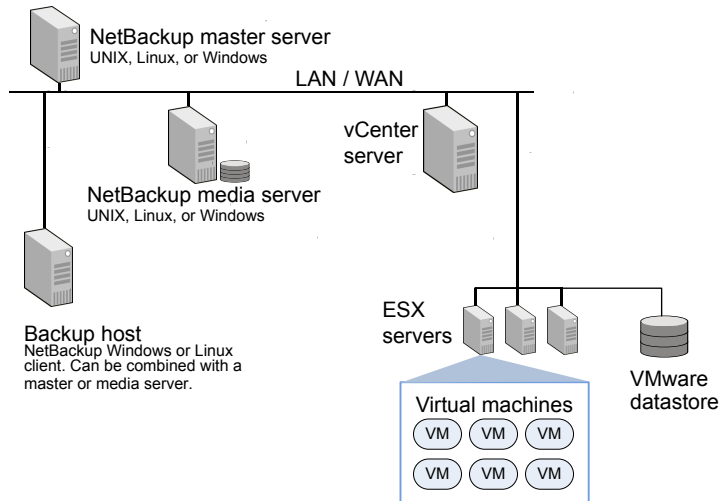 NetBackup master server
UNIX, Linux, or Windows
LAN / WAN
vCenter
server
NetBackup media server
UNIX, Linux, or Windows
Backup host
NetBackup Windows or Linux
client. Can be combined with a
master or media server.
ESX
servers
VMware
datastore
Virtual machines
VM VM VM
VM VM VM